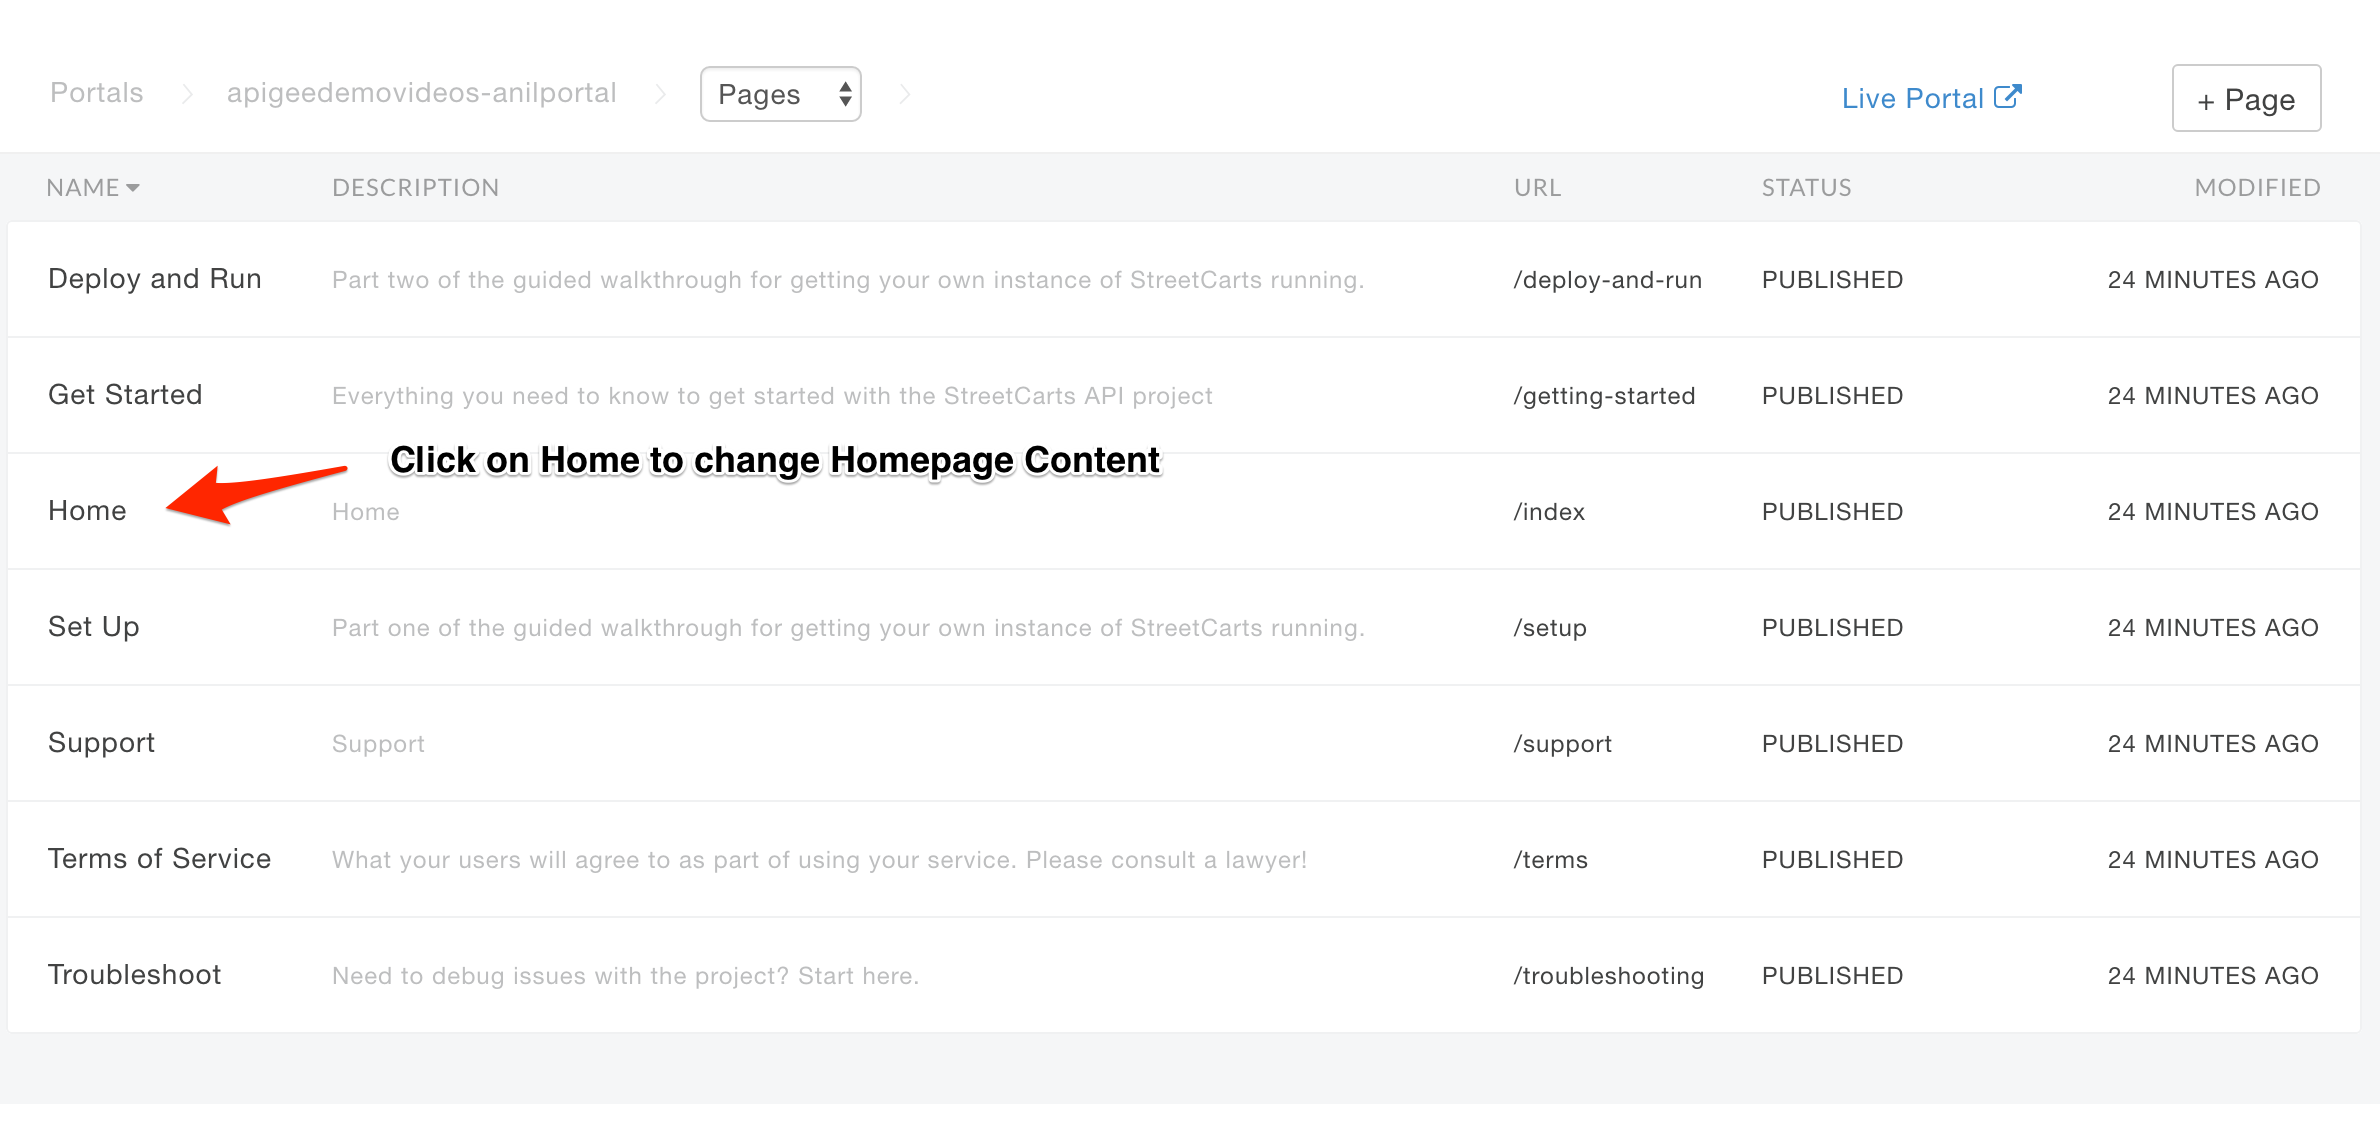 Portals apigeedemovideos-anilportal Pages Live Portal + Page
NAME DESCRIPTION URL STATUS MODIFIED
Deploy and Run Part two of the guided walkthrough for getting your own instance of StreetCarts running. /deploy-and-run PUBLISHED 24 MINUTES AGO
Get Started Everything you need to know to get started with the StreetCarts API project /getting-started PUBLISHED 24 MINUTES AGO
Click on Home to change Homepage Content
Home Home /index PUBLISHED 24 MINUTES AGO
Set Up Part one of the guided walkthrough for getting your own instance of StreetCarts running. /setup PUBLISHED 24 MINUTES AGO
Support Support /support PUBLISHED 24 MINUTES AGO
Terms of Service What your users will agree to as part of using your service. Please consult a lawyer! /terms PUBLISHED 24 MINUTES AGO
Troubleshoot Need to debug issues with the project? Start here. /troubleshooting PUBLISHED 24 MINUTES AGO